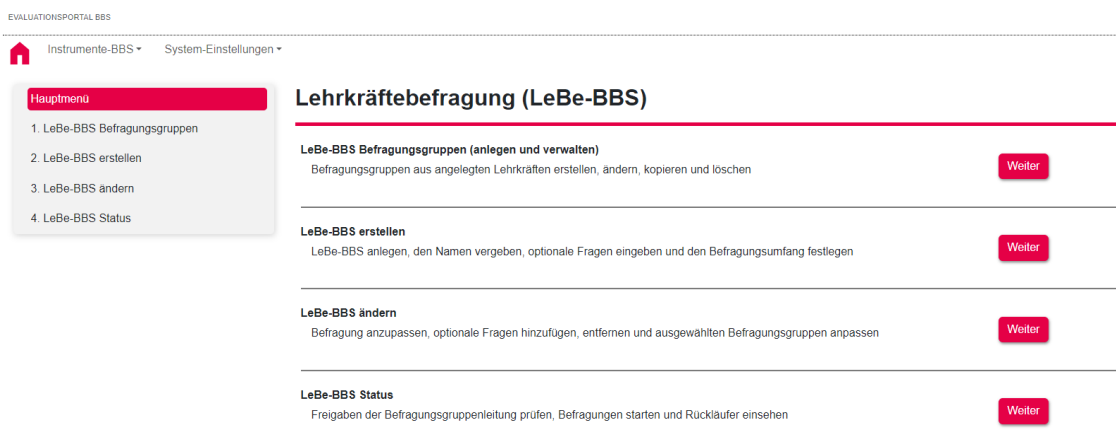 EVALUATIONSPORTAL BBS
Instrumente-BBS System-Einstellungen
Hauptmenü
1. LeBe-BBS Befragungsgruppen
2. LeBe-BBS erstellen
3. LeBe-BBS ändern
4. LeBe-BBS Status
Lehrkräftebefragung (LeBe-BBS)
LeBe-BBS Befragungsgruppen (anlegen und verwalten)
Befragungsgruppen aus angelegten Lehrkräften erstellen, ändern, kopieren und löschen
Weiter
LeBe-BBS erstellen
LeBe-BBS anlegen, den Namen vergeben, optionale Fragen eingeben und den Befragungsumfang festlegen
Weiter
LeBe-BBS ändern
Befragung anzupassen, optionale Fragen hinzufügen, entfernen und ausgewählten Befragungsgruppen anpassen
Weiter
LeBe-BBS Status
Freigaben der Befragungsgruppenleitung prüfen, Befragungen starten und Rückläufer einsehen
Weiter